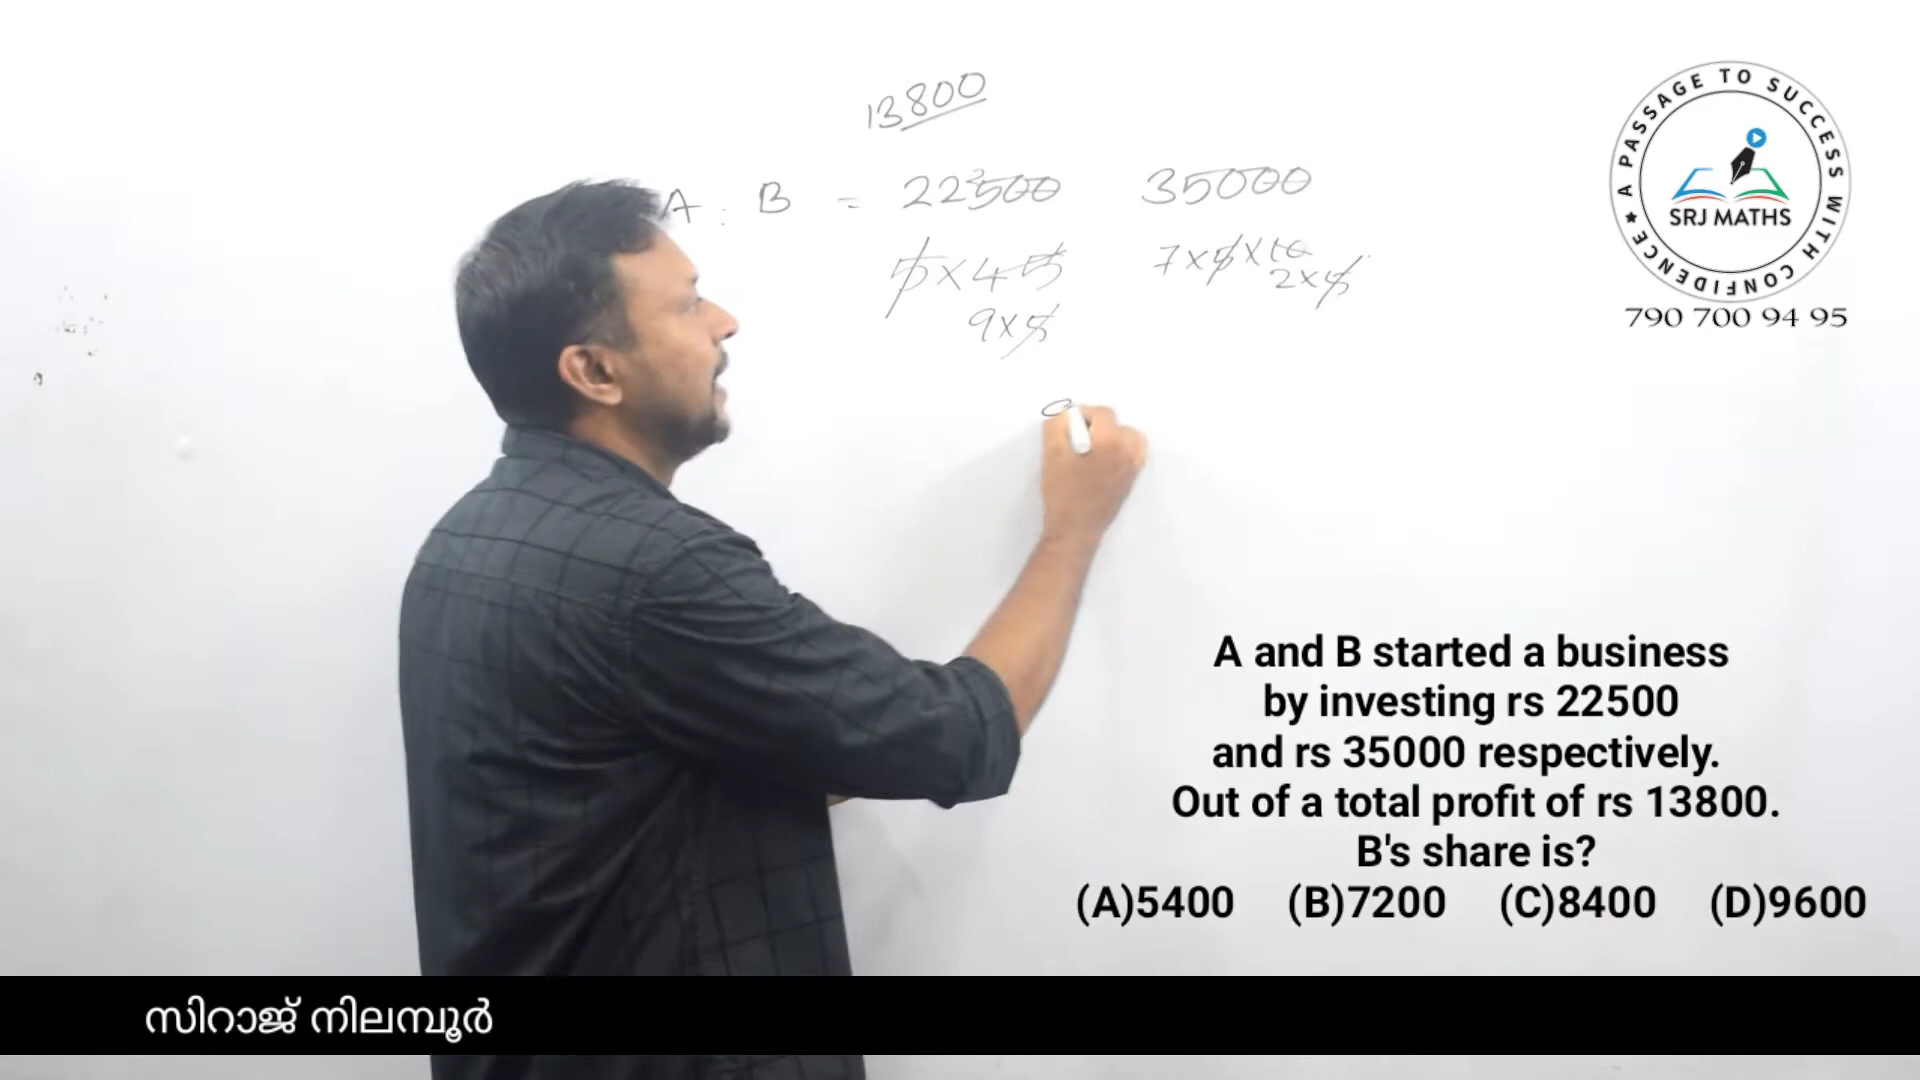 13800
A : B = 22500 35000
5×45 7×5×10
2×5
9×5
A PASSAGE TO SUCCESS WITH CONFIDENCE
SRJ MATHS
790 700 94 95
A and B started a business
by investing rs 22500
and rs 35000 respectively.
Out of a total profit of rs 13800.
B's share is?
(A)5400 (B)7200 (C)8400 (D)9600
സിറാജ് നിലമ്പൂർ